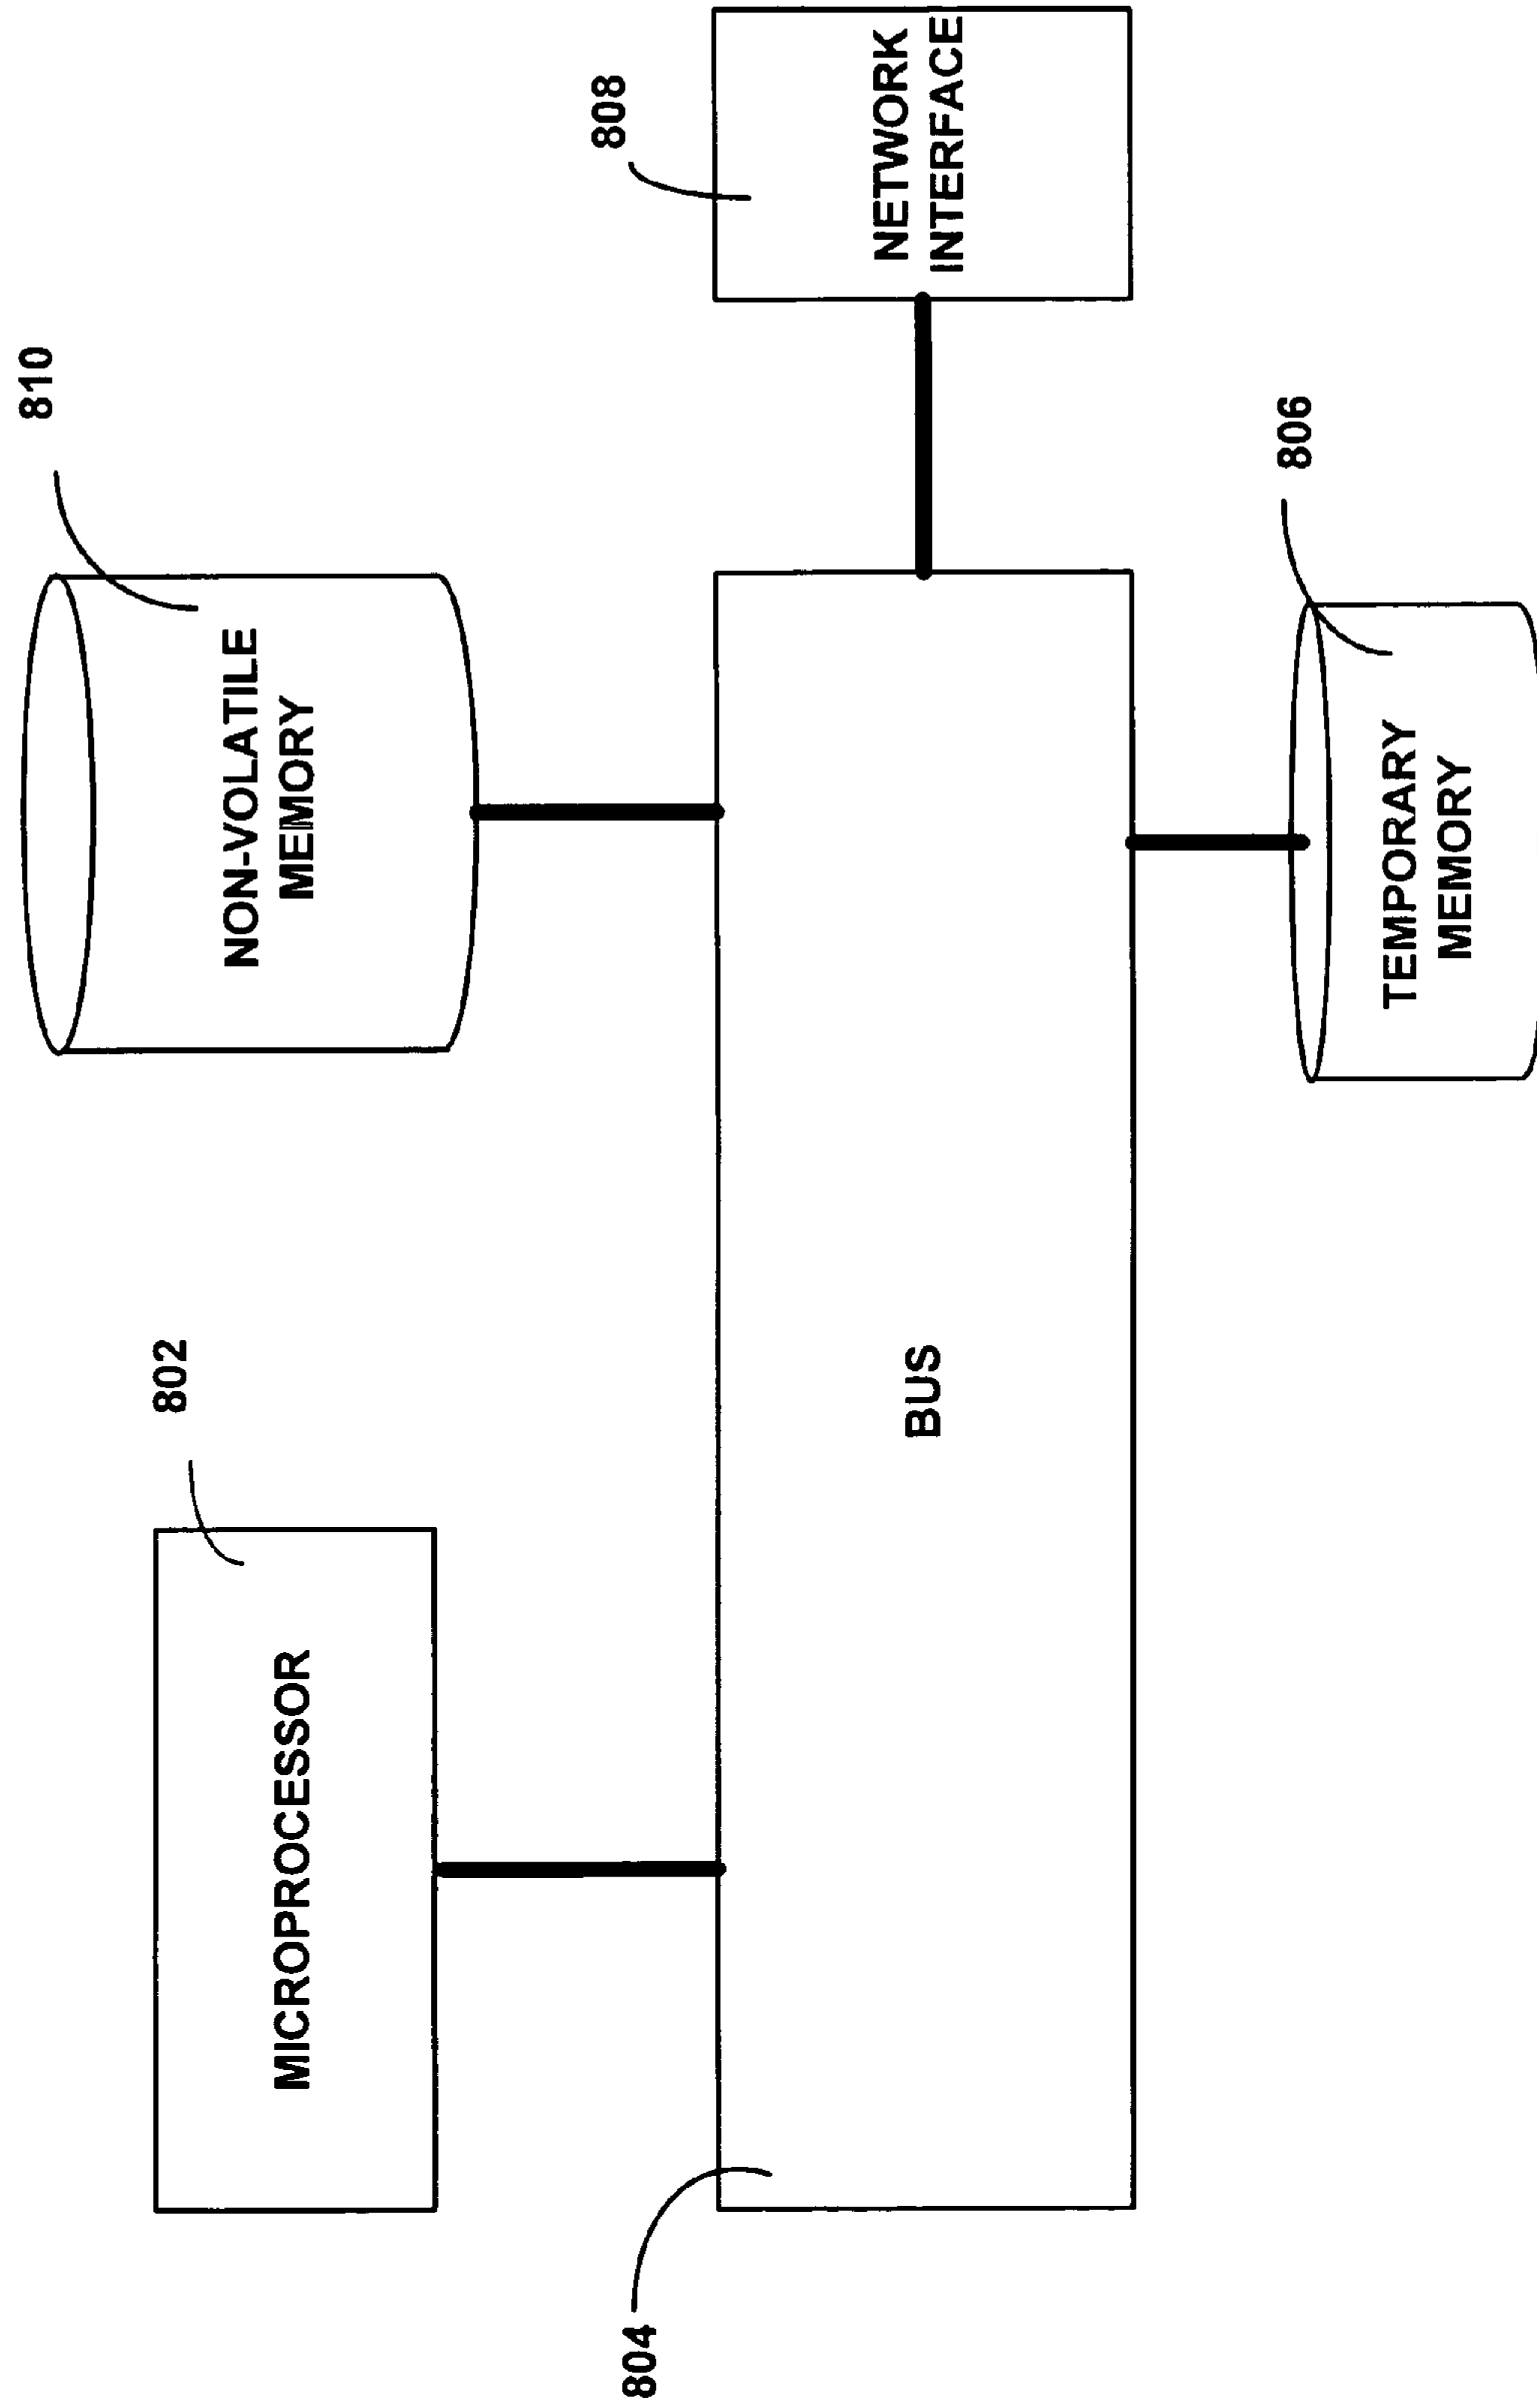 802
MICROPROCESSOR
810
NON-VOLATILE
MEMORY
804
BUS
808
NETWORK
INTERFACE
806
TEMPORARY
MEMORY